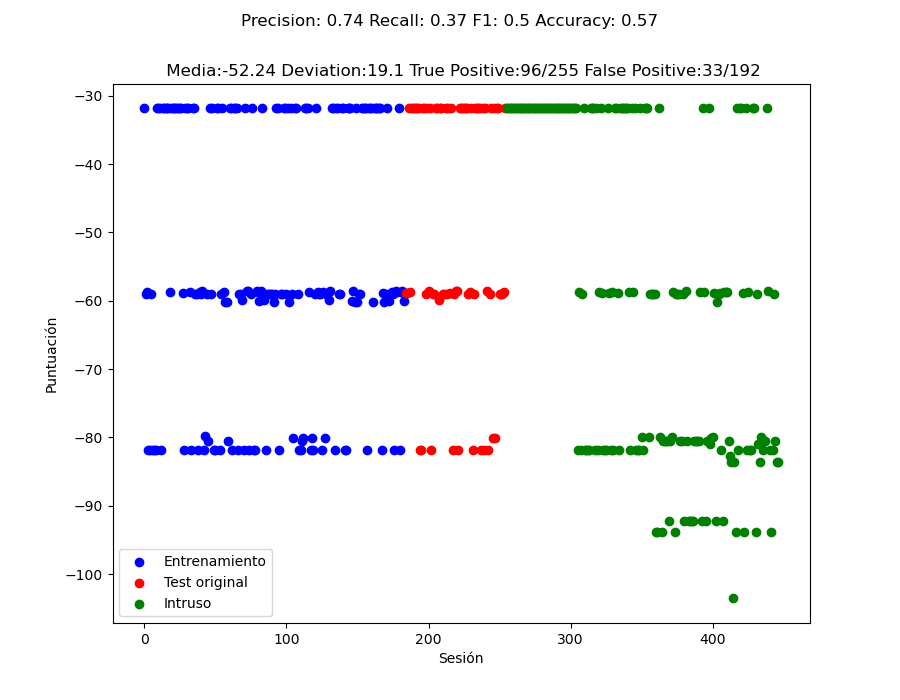 Precision: 0.74 Recall: 0.37 F1: 0.5 Accuracy: 0.57
Media:-52.24 Deviation:19.1 True Positive:96/255 False Positive:33/192
−30
−40
−50
−60
−70
−80
−90
−100
Puntuación
Entrenamiento
Test original
Intruso
0 100 200 300 400
Sesión